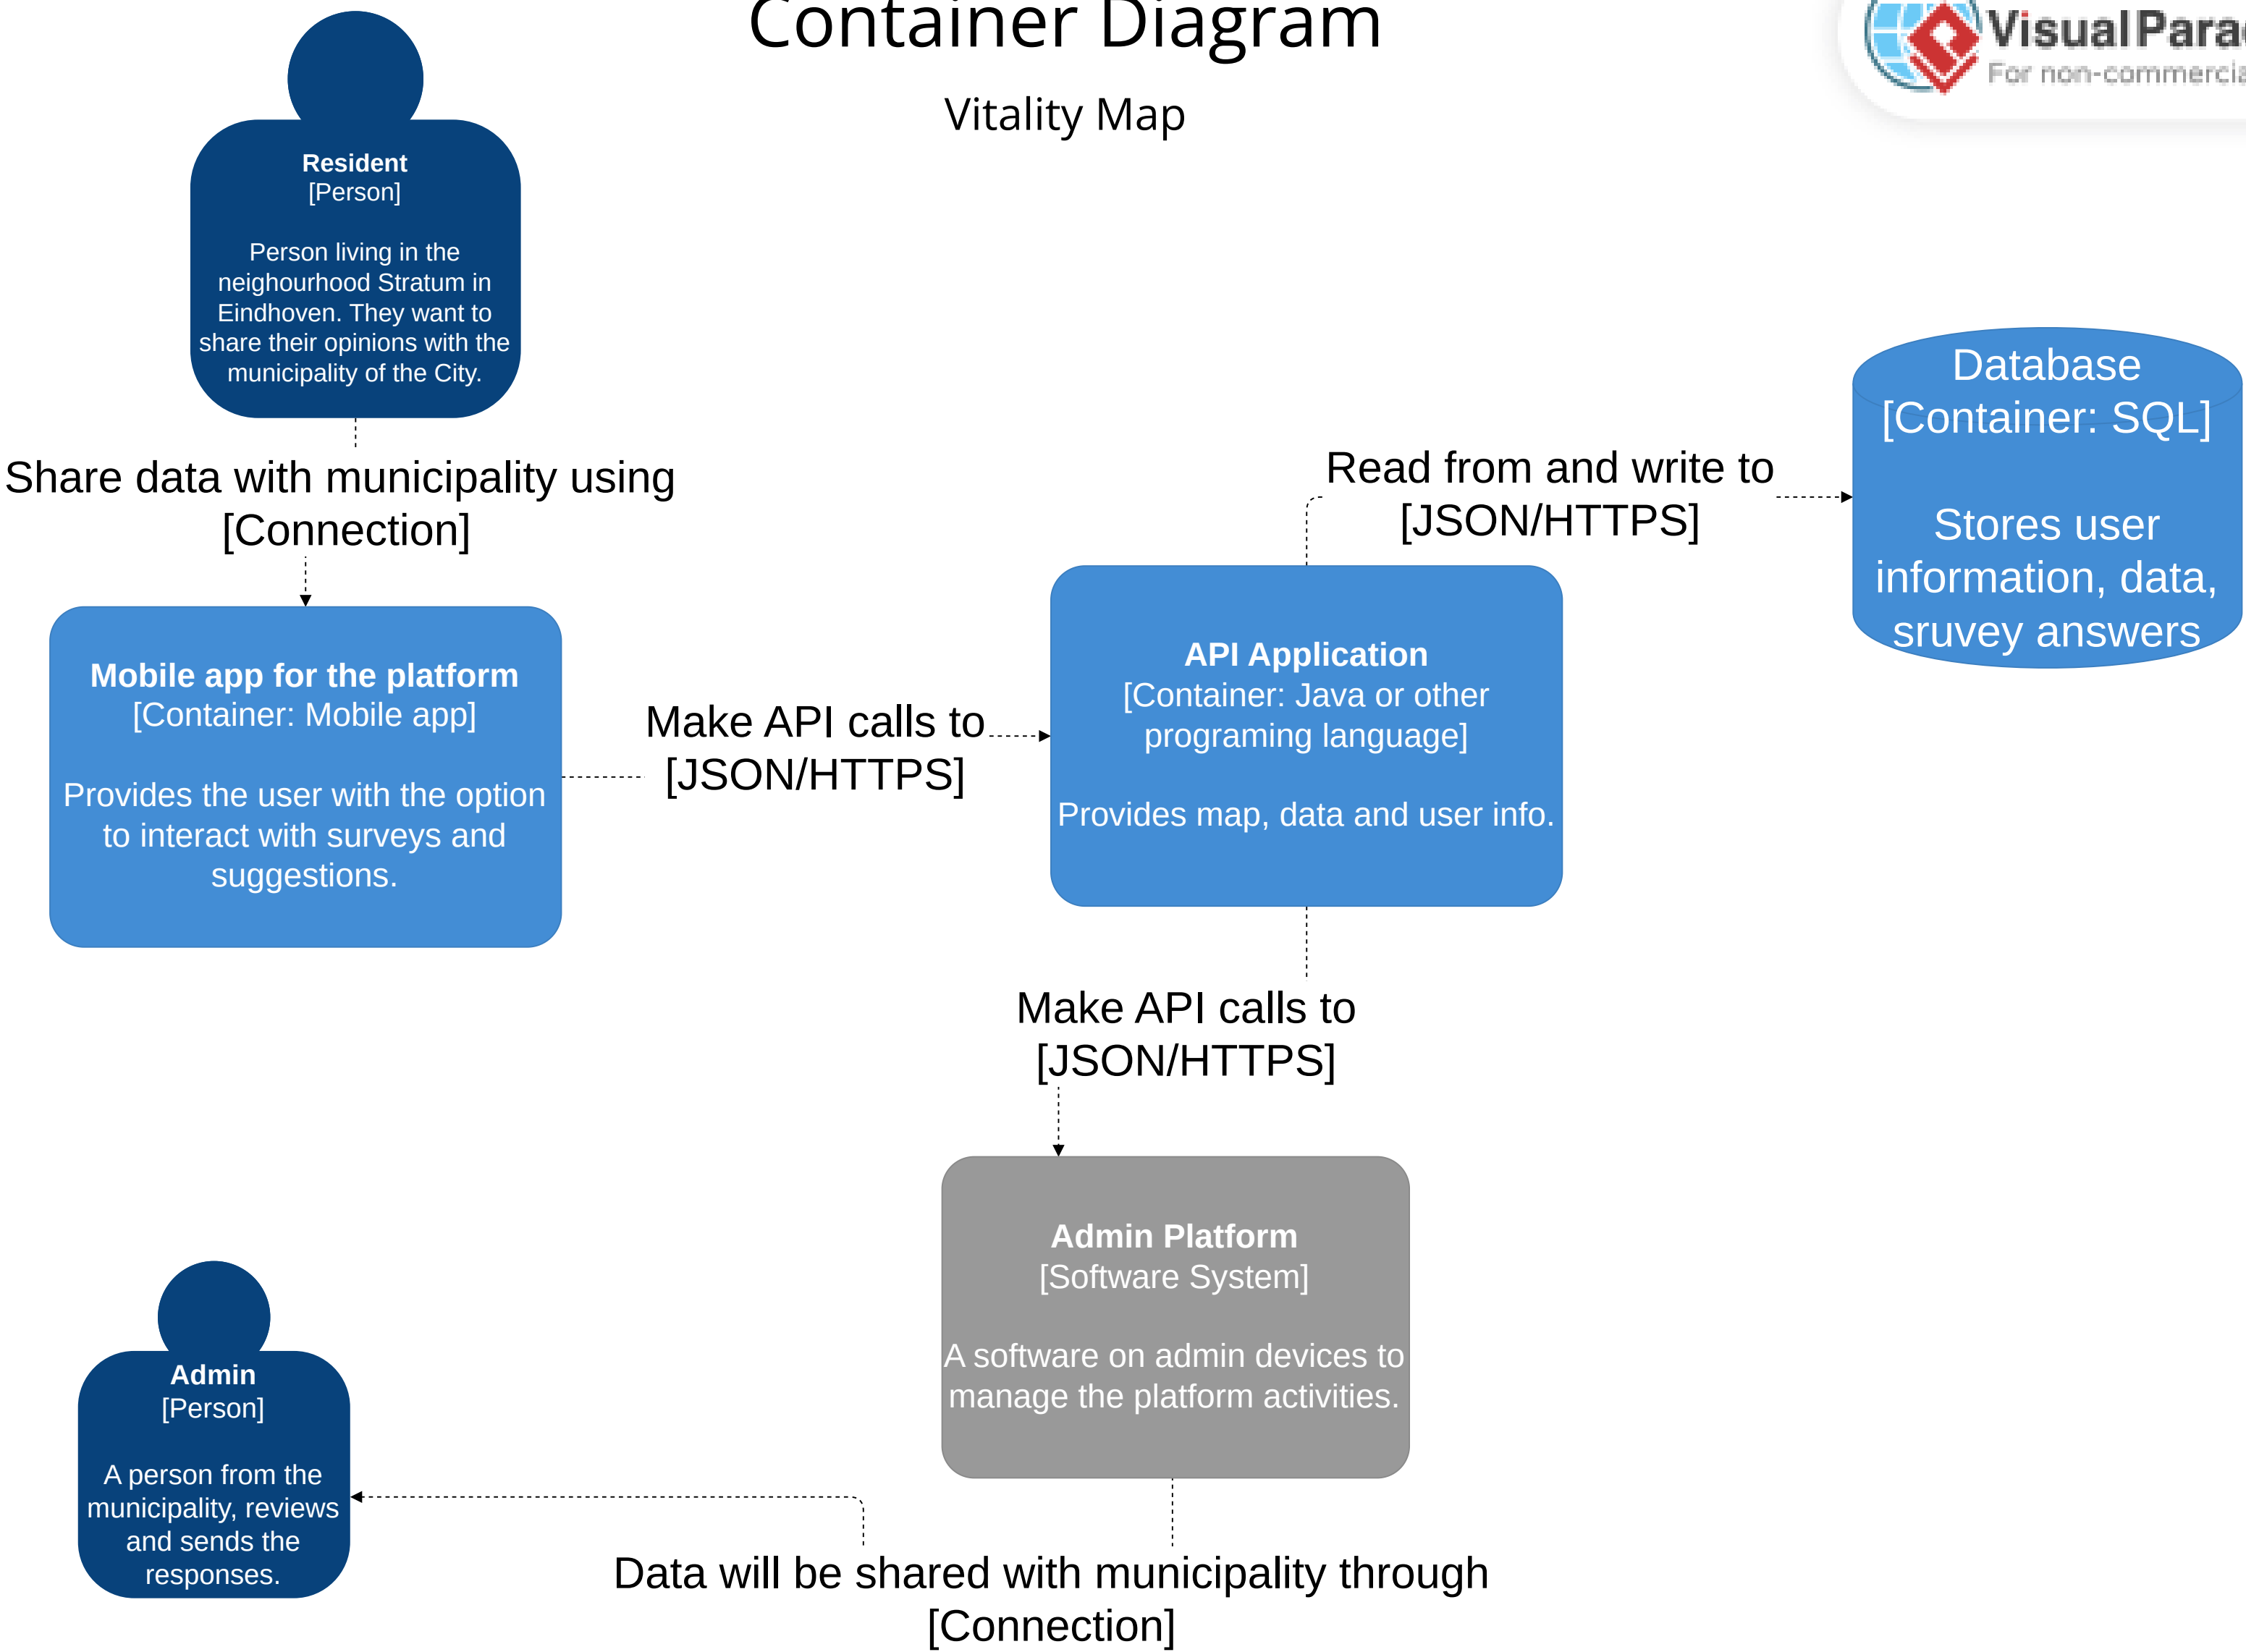 Container Diagram
Vitality Map
Visual
For non-commercia
Resident
[Person]
Person living in the
neighourhood Stratum in
Eindhoven. They want to
share their opinions with the
municipality of the City.
Share data with municipality using
[Connection]
Mobile app for the platform
[Container: Mobile app]
Provides the user with the option
to interact with surveys and
suggestions.
Make API calls to
[JSON/HTTPS]
API Application
[Container: Java or other
programing language]
Provides map, data and user info.
Read from and write to
[JSON/HTTPS]
Database
[Container: SQL]
Stores user
information, data,
sruvey answers
Make API calls to
[JSON/HTTPS]
Admin Platform
[Software System]
A software on admin devices to
manage the platform activities.
Admin
[Person]
A person from the
municipality, reviews
and sends the
responses.
Data will be shared with municipality through
[Connection]